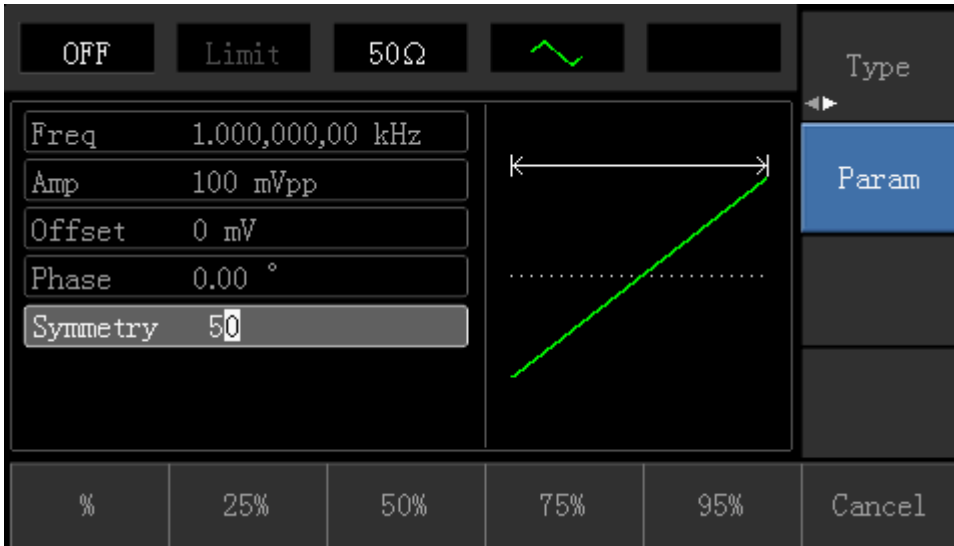 OFF Limit 50Ω
Type
Freq 1.000,000,00 kHz
Amp 100 mVpp
Offset 0 mV
Phase 0.00 °
Symmetry 50
Param
% 25% 50% 75% 95% Cancel